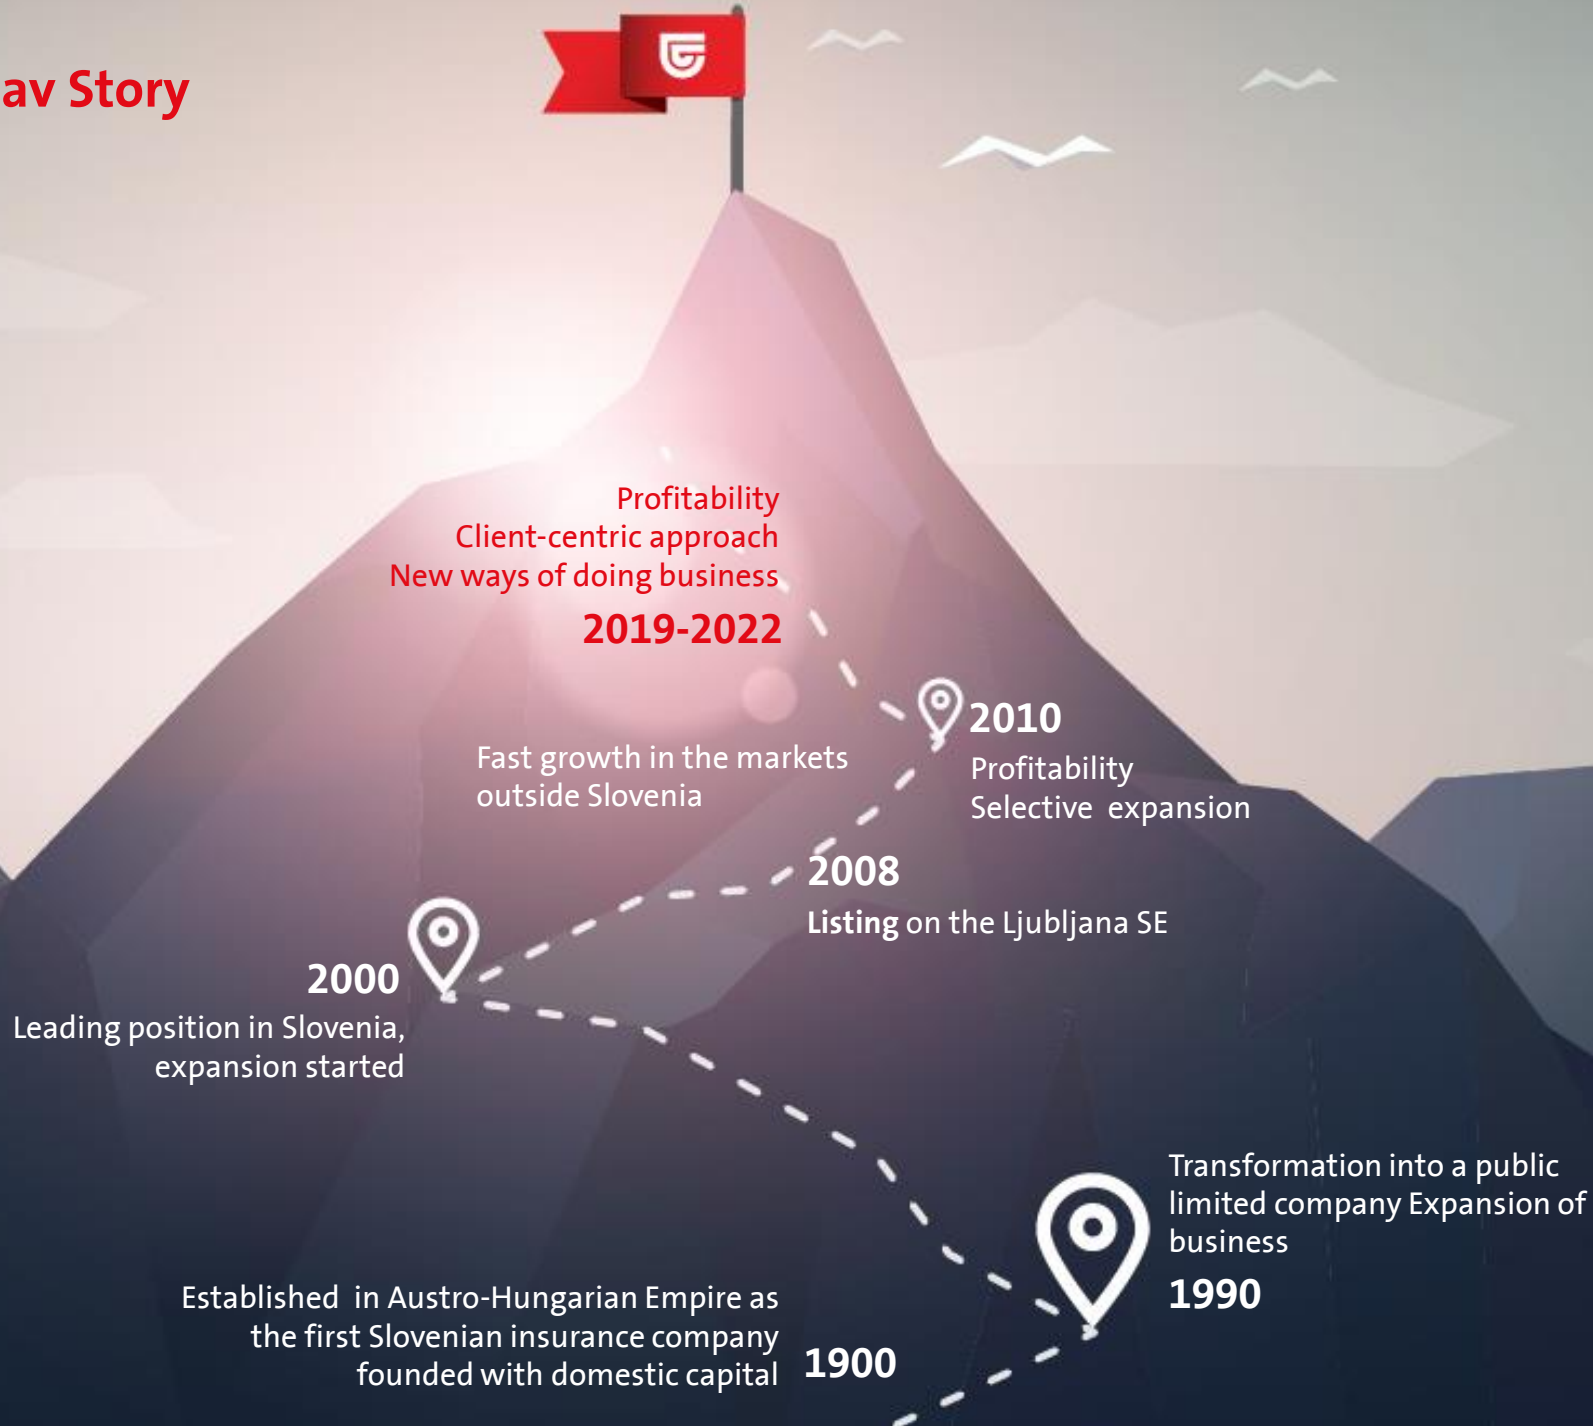 av Story
Profitability
Client-centric approach
New ways of doing business
2019-2022
2010
Profitability
Selective expansion
Fast growth in the markets
outside Slovenia
2008
Listing on the Ljubljana SE
2000
Leading position in Slovenia,
expansion started
Transformation into a public
limited company Expansion of
business
1990
Established in Austro-Hungarian Empire as
the first Slovenian insurance company
founded with domestic capital
1900